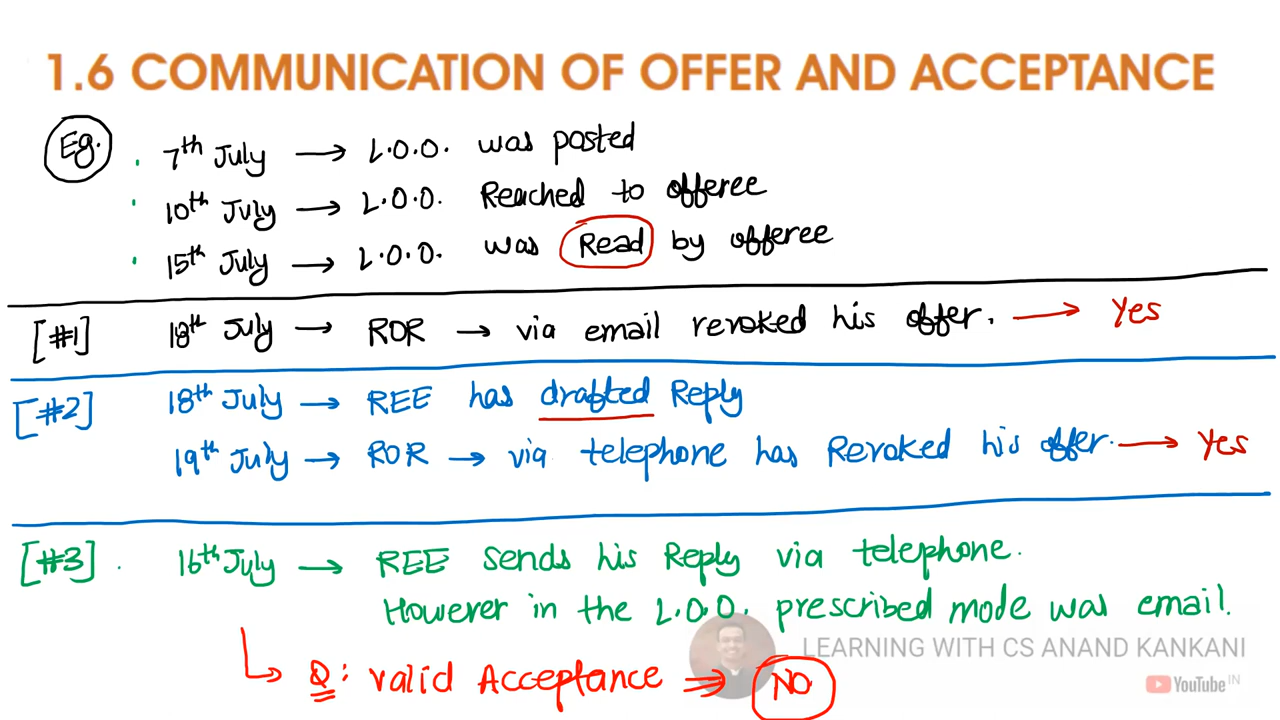 1.6 COMMUNICATION OF OFFER AND ACCEPTANCE
Eg. 7th July → L.O.O. was posted
10th July → L.O.O. Reached to offeree
15th July → L.O.O. was Read by offeree
[#1] 18th July → ROR → via email revoked his offer. → Yes
[#2] 18th July → REE has drafted Reply
19th July → ROR → via telephone has Revoked his offer. → Yes
[#3] 16th July → REE sends his Reply via telephone.
However in the L.O.O. prescribed mode was email.
LEARNING WITH CS ANAND KANKANI
Q: valid Acceptance ⇒ NO
YouTube IN